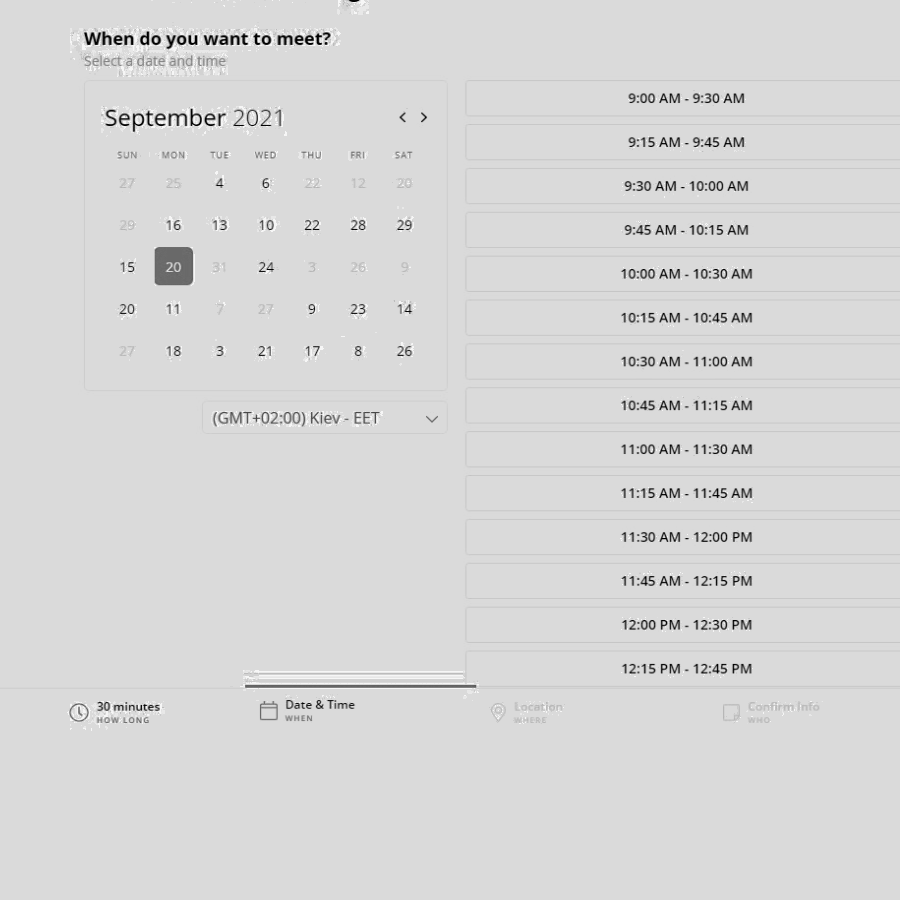 When do you want to meet?
Select a date and time
September 2021
SUN MON TUE WED THU FRI SAT
27 25 4 6 22 12 20
29 16 13 10 22 28 29
15 20 31 24 3 26 9
20 11 7 27 9 23 14
27 18 3 21 17 8 26
(GMT+02:00) Kiev - EET
9:00 AM - 9:30 AM
9:15 AM - 9:45 AM
9:30 AM - 10:00 AM
9:45 AM - 10:15 AM
10:00 AM - 10:30 AM
10:15 AM - 10:45 AM
10:30 AM - 11:00 AM
10:45 AM - 11:15 AM
11:00 AM - 11:30 AM
11:15 AM - 11:45 AM
11:30 AM - 12:00 PM
11:45 AM - 12:15 PM
12:00 PM - 12:30 PM
12:15 PM - 12:45 PM
30 minutes
HOW LONG
Date & Time
WHEN
Location
WHERE
Confirm Info
WHO